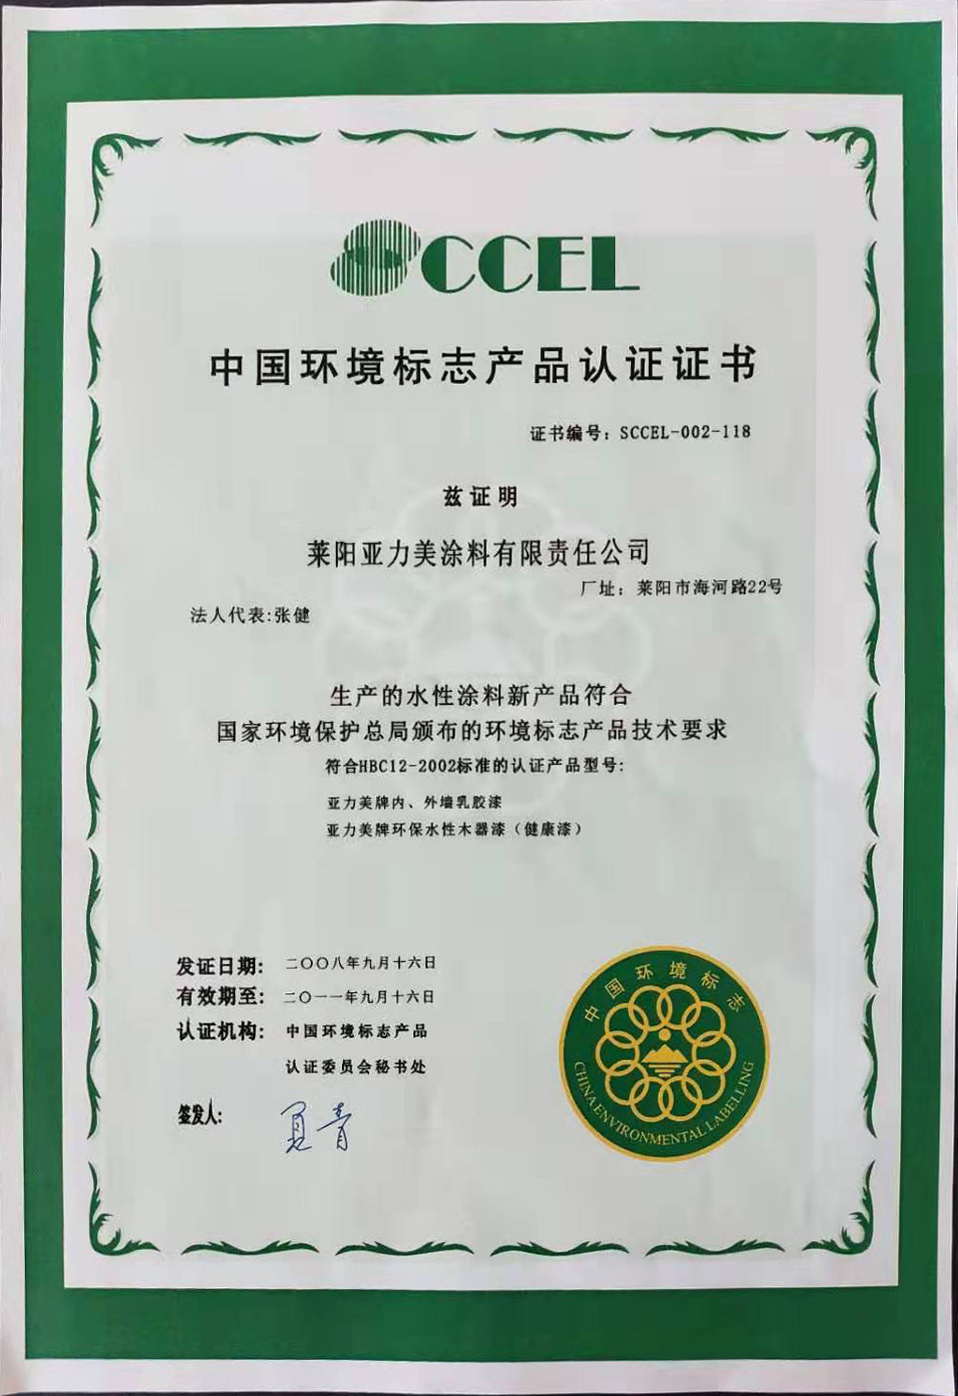 CCEL
中国环境标志产品认证证书
证书编号：SCCEL-002-118
兹证明
莱阳亚力美涂料有限责任公司
厂址：莱阳市海河路22号
法人代表:张健
生产的水性涂料新产品符合
国家环境保护总局颁布的环境标志产品技术要求
符合HBC12-2002标准的认证产品型号:
亚力美牌内、外墙乳胶漆
亚力美牌环保水性木器漆（健康漆）
发证日期: 二〇〇八年九月十六日
有效期至: 二〇一一年九月十六日
认证机构: 中国环境标志产品
认证委员会秘书处
签发人: 夏青
中国环境标志
CHINA ENVIRONMENTAL LABELLING